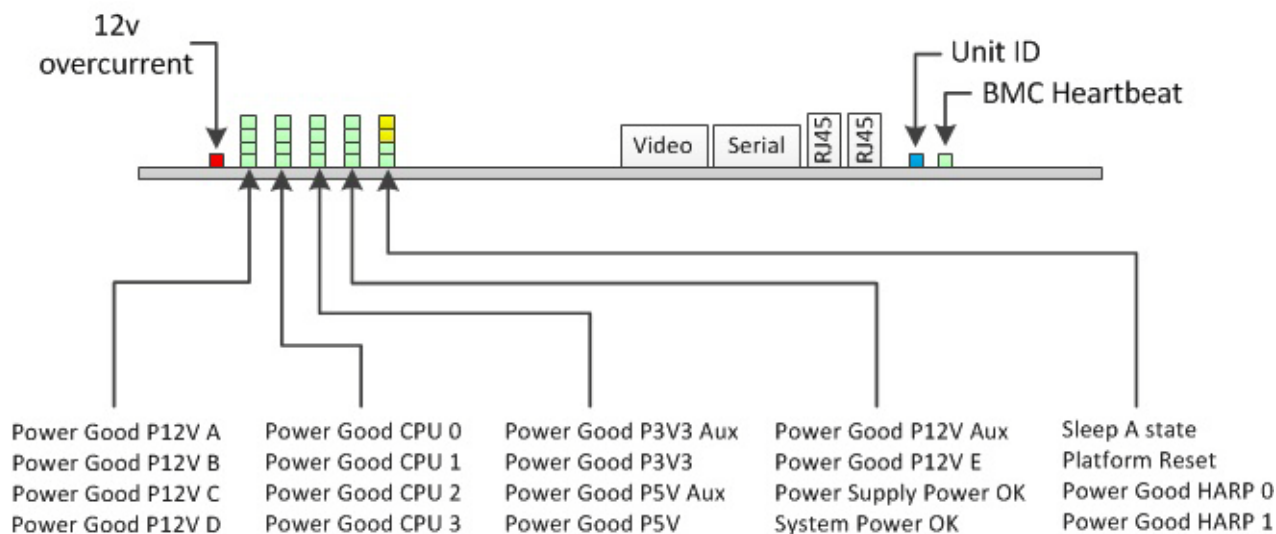 12v
overcurrent
Unit ID
BMC Heartbeat
Video
Serial
RJ45
RJ45
Power Good P12V A
Power Good P12V B
Power Good P12V C
Power Good P12V D
Power Good CPU 0
Power Good CPU 1
Power Good CPU 2
Power Good CPU 3
Power Good P3V3 Aux
Power Good P3V3
Power Good P5V Aux
Power Good P5V
Power Good P12V Aux
Power Good P12V E
Power Supply Power OK
System Power OK
Sleep A state
Platform Reset
Power Good HARP 0
Power Good HARP 1